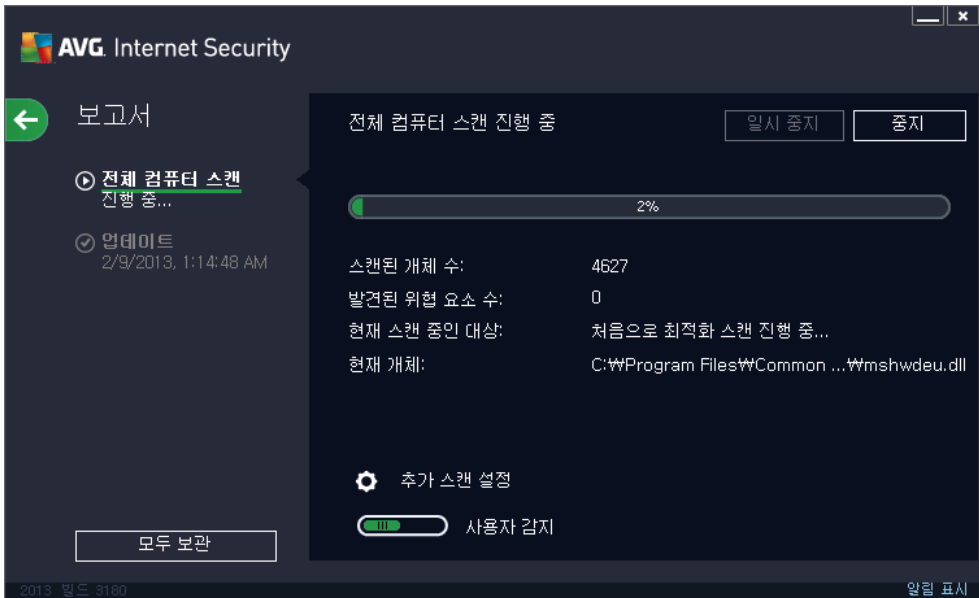 AVG. Internet Security
보고서
전체 컴퓨터 스캔
진행 중...
업데이트
2/9/2013, 1:14:48 AM
모두 보관
전체 컴퓨터 스캔 진행 중
일시 중지
중지
2%
스캔된 개체 수: 4627
발견된 위협 요소 수: 0
현재 스캔 중인 대상: 처음으로 최적화 스캔 진행 중...
현재 개체: C:₩Program Files₩Common ...₩mshwdeu.dll
추가 스캔 설정
사용자 감지
2013 빌드 3180
알림 표시